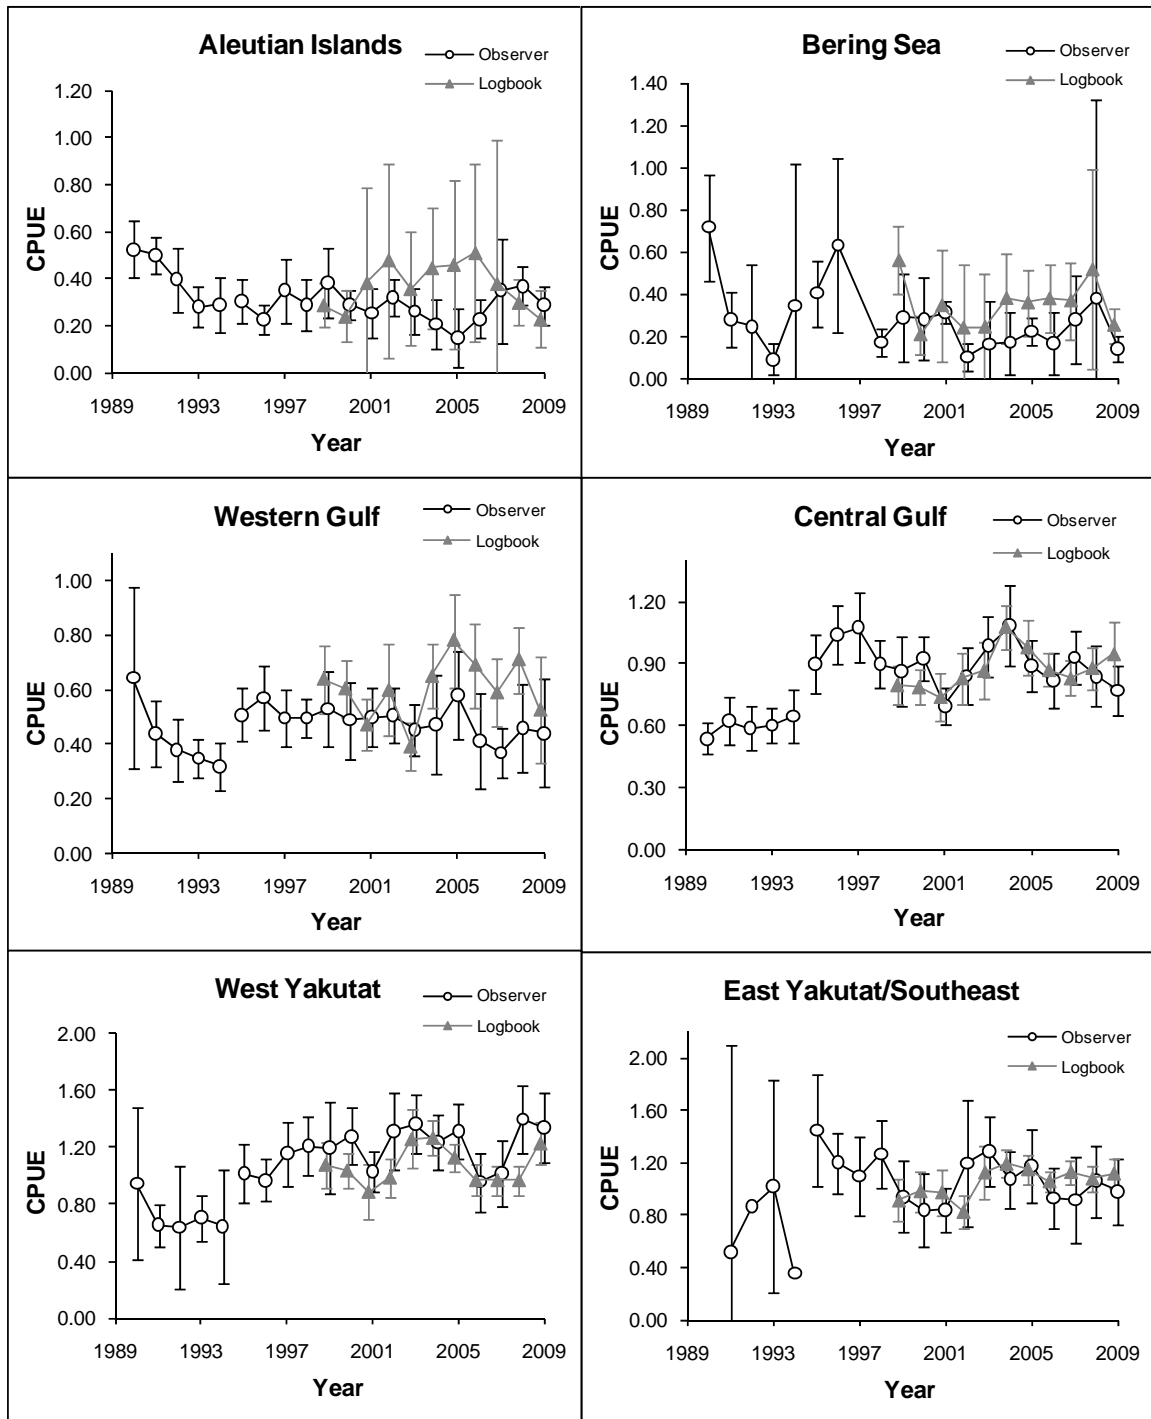 Aleutian Islands
Observer
Logbook
1.20
1.00
0.80
0.60
0.40
0.20
0.00
CPUE
1989 1993 1997 2001 2005 2009
Year
Bering Sea
Observer
Logbook
1.40
1.20
1.00
0.80
0.60
0.40
0.20
0.00
CPUE
1989 1993 1997 2001 2005 2009
Year
Western Gulf
Observer
Logbook
1.00
0.80
0.60
0.40
0.20
0.00
CPUE
1989 1993 1997 2001 2005 2009
Year
Central Gulf
Observer
Logbook
1.20
0.90
0.60
0.30
0.00
CPUE
1989 1993 1997 2001 2005 2009
Year
West Yakutat
Observer
Logbook
2.00
1.60
1.20
0.80
0.40
0.00
CPUE
1989 1993 1997 2001 2005 2009
Year
East Yakutat/Southeast
Observer
Logbook
2.00
1.60
1.20
0.80
0.40
0.00
CPUE
1989 1993 1997 2001 2005 2009
Year